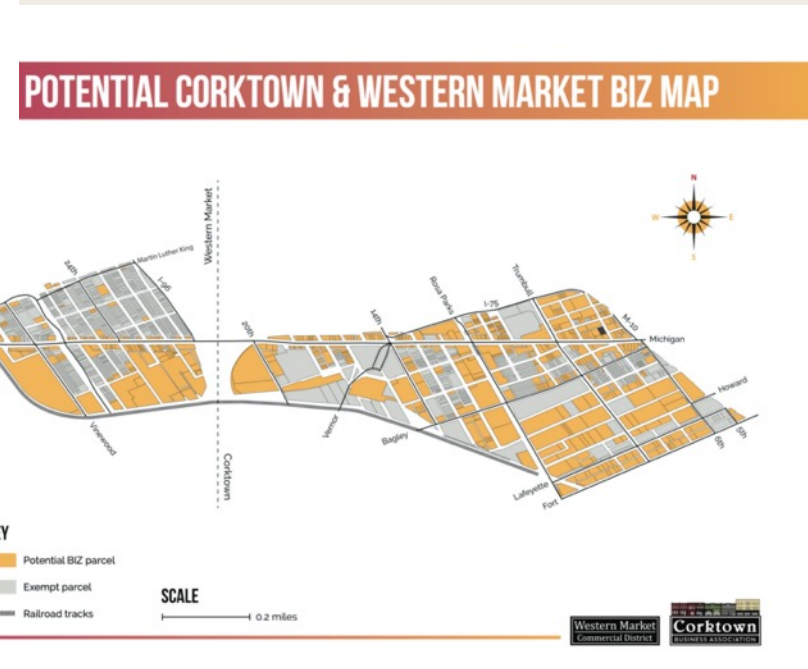 POTENTIAL CORKTOWN & WESTERN MARKET BIZ MAP
N
W
E
S
Western Market
Martin Luther King
24th
I-96
20th
14th
Rosa Parks
I-75
Trumbull
M-10
Michigan
Howard
5th
6th
Vinewood
Vernor
Bagley
Corktown
Lafeyette
Fort
EY
Potential BIZ parcel
Exempt parcel
Railroad tracks
SCALE
0.2 miles
Western Market
Commercial District
Corktown
BUSINESS ASSOCIATION